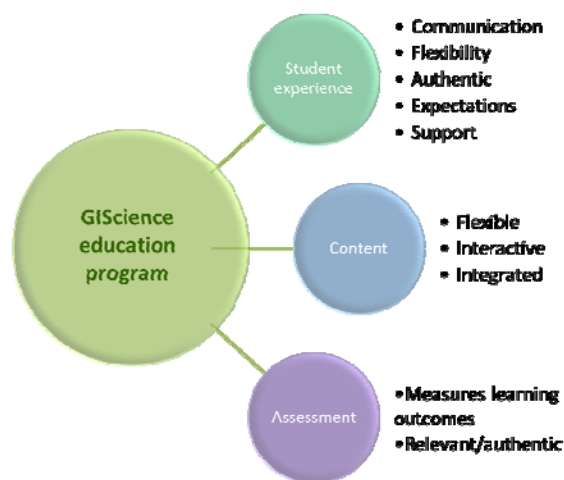 GIScience
education
program
Student
experience
• Communication
• Flexibility
• Authentic
• Expectations
• Support
Content
• Flexible
• Interactive
• Integrated
Assessment
•Measures learning
outcomes
•Relevant/authentic